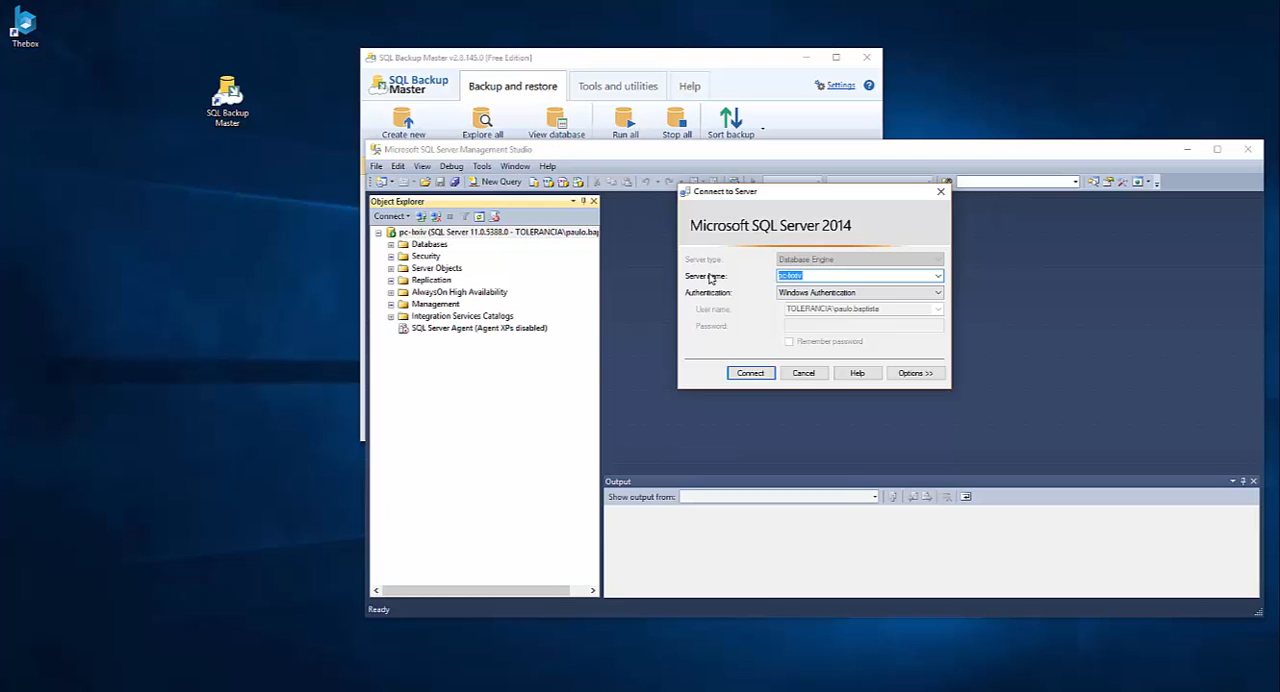 Thebox
SQL Backup
Master
SQL Backup Master v2.8.145.0 [Free Edition]
SQL Backup
Master
Backup and restore
Tools and utilities
Help
Settings
Create new
Explore all
View database
Run all
Stop all
Sort backup
Microsoft SQL Server Management Studio
File Edit View Debug Tools Window Help
New Query
Object Explorer
Connect
(SQL Server 11.0.5388.0 - TOLERANCIA\paulo.bap
Databases
Security
Server Objects
Replication
AlwaysOn High Availability
Management
Integration Services Catalogs
SQL Server Agent (Agent XPs disabled)
Connect to Server
Microsoft SQL Server 2014
Server type: Database Engine
Server name:
Authentication: Windows Authentication
User name: TOLERANCIA\paulo.baptista
Password:
Remember password
Connect Cancel Help Options >>
Output
Show output from:
Ready